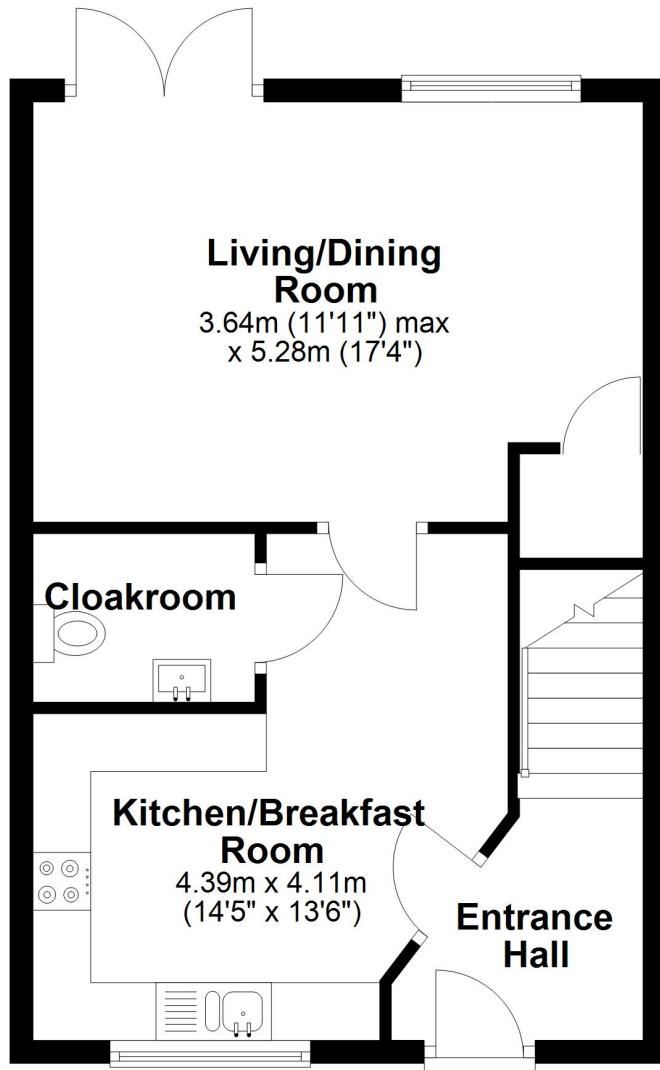 Living/Dining
Room
3.64m (11'11") max
x 5.28m (17'4")
Cloakroom
Kitchen/Breakfast
Room
4.39m x 4.11m
(14'5" x 13'6")
Entrance
Hall